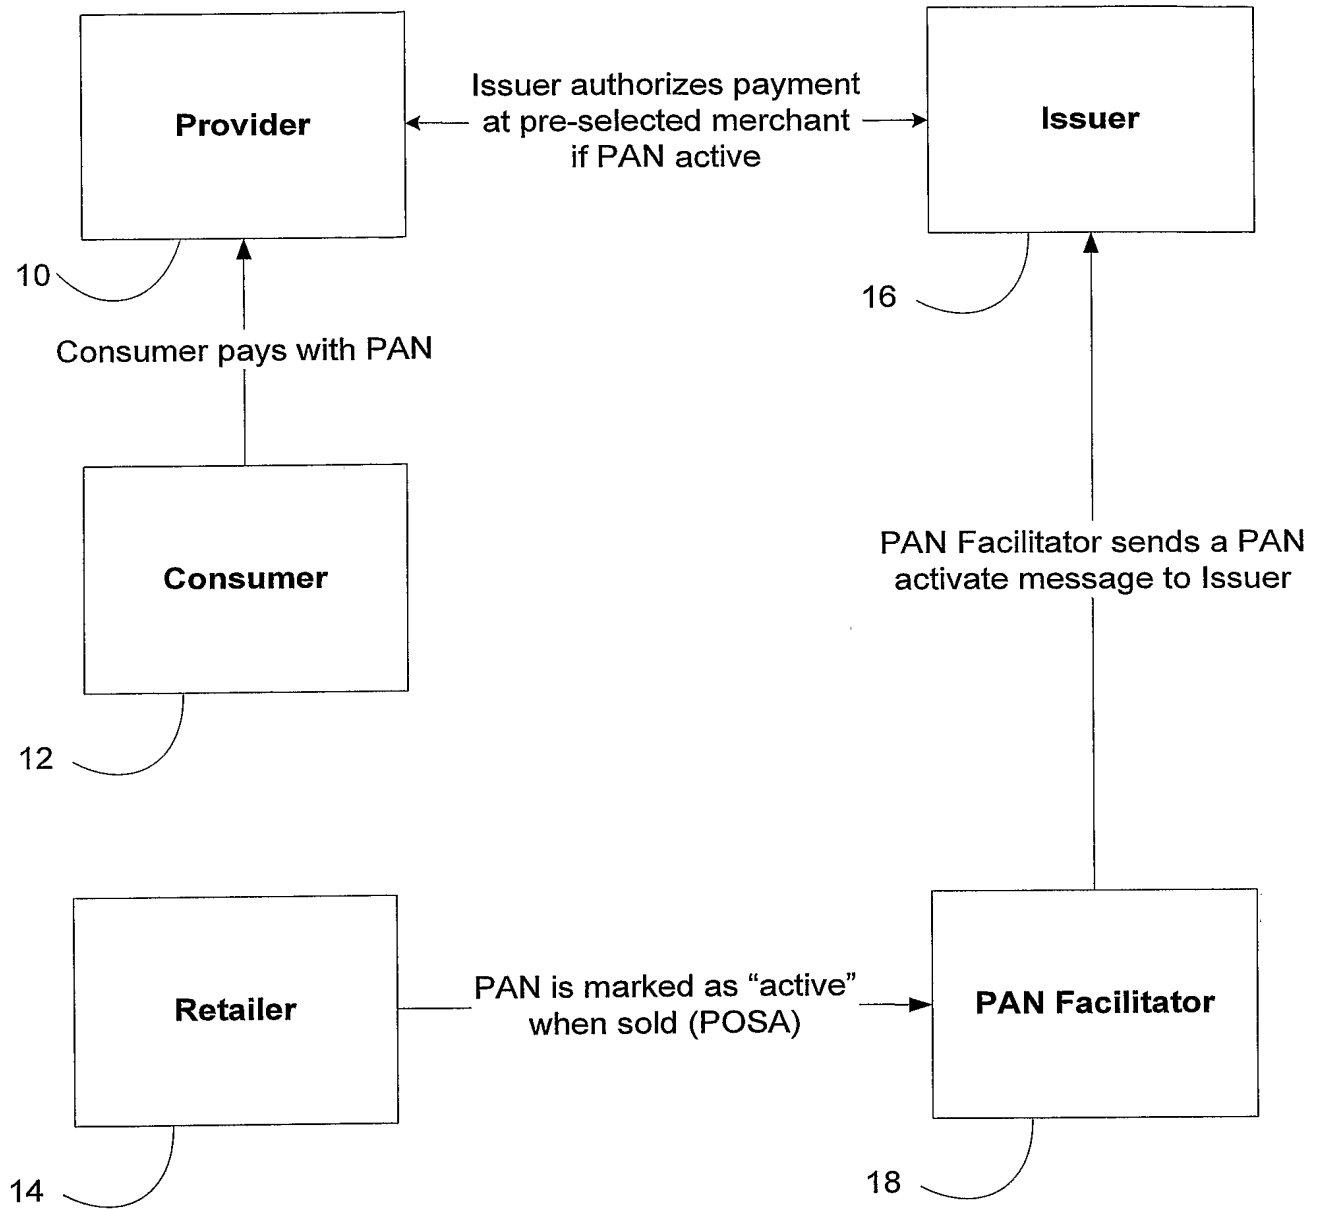 Provider
Issuer authorizes payment
at pre-selected merchant
if PAN active
Issuer
10
16
Consumer pays with PAN
Consumer
PAN Facilitator sends a PAN
activate message to Issuer
12
Retailer
PAN is marked as “active”
when sold (POSA)
PAN Facilitator
14
18